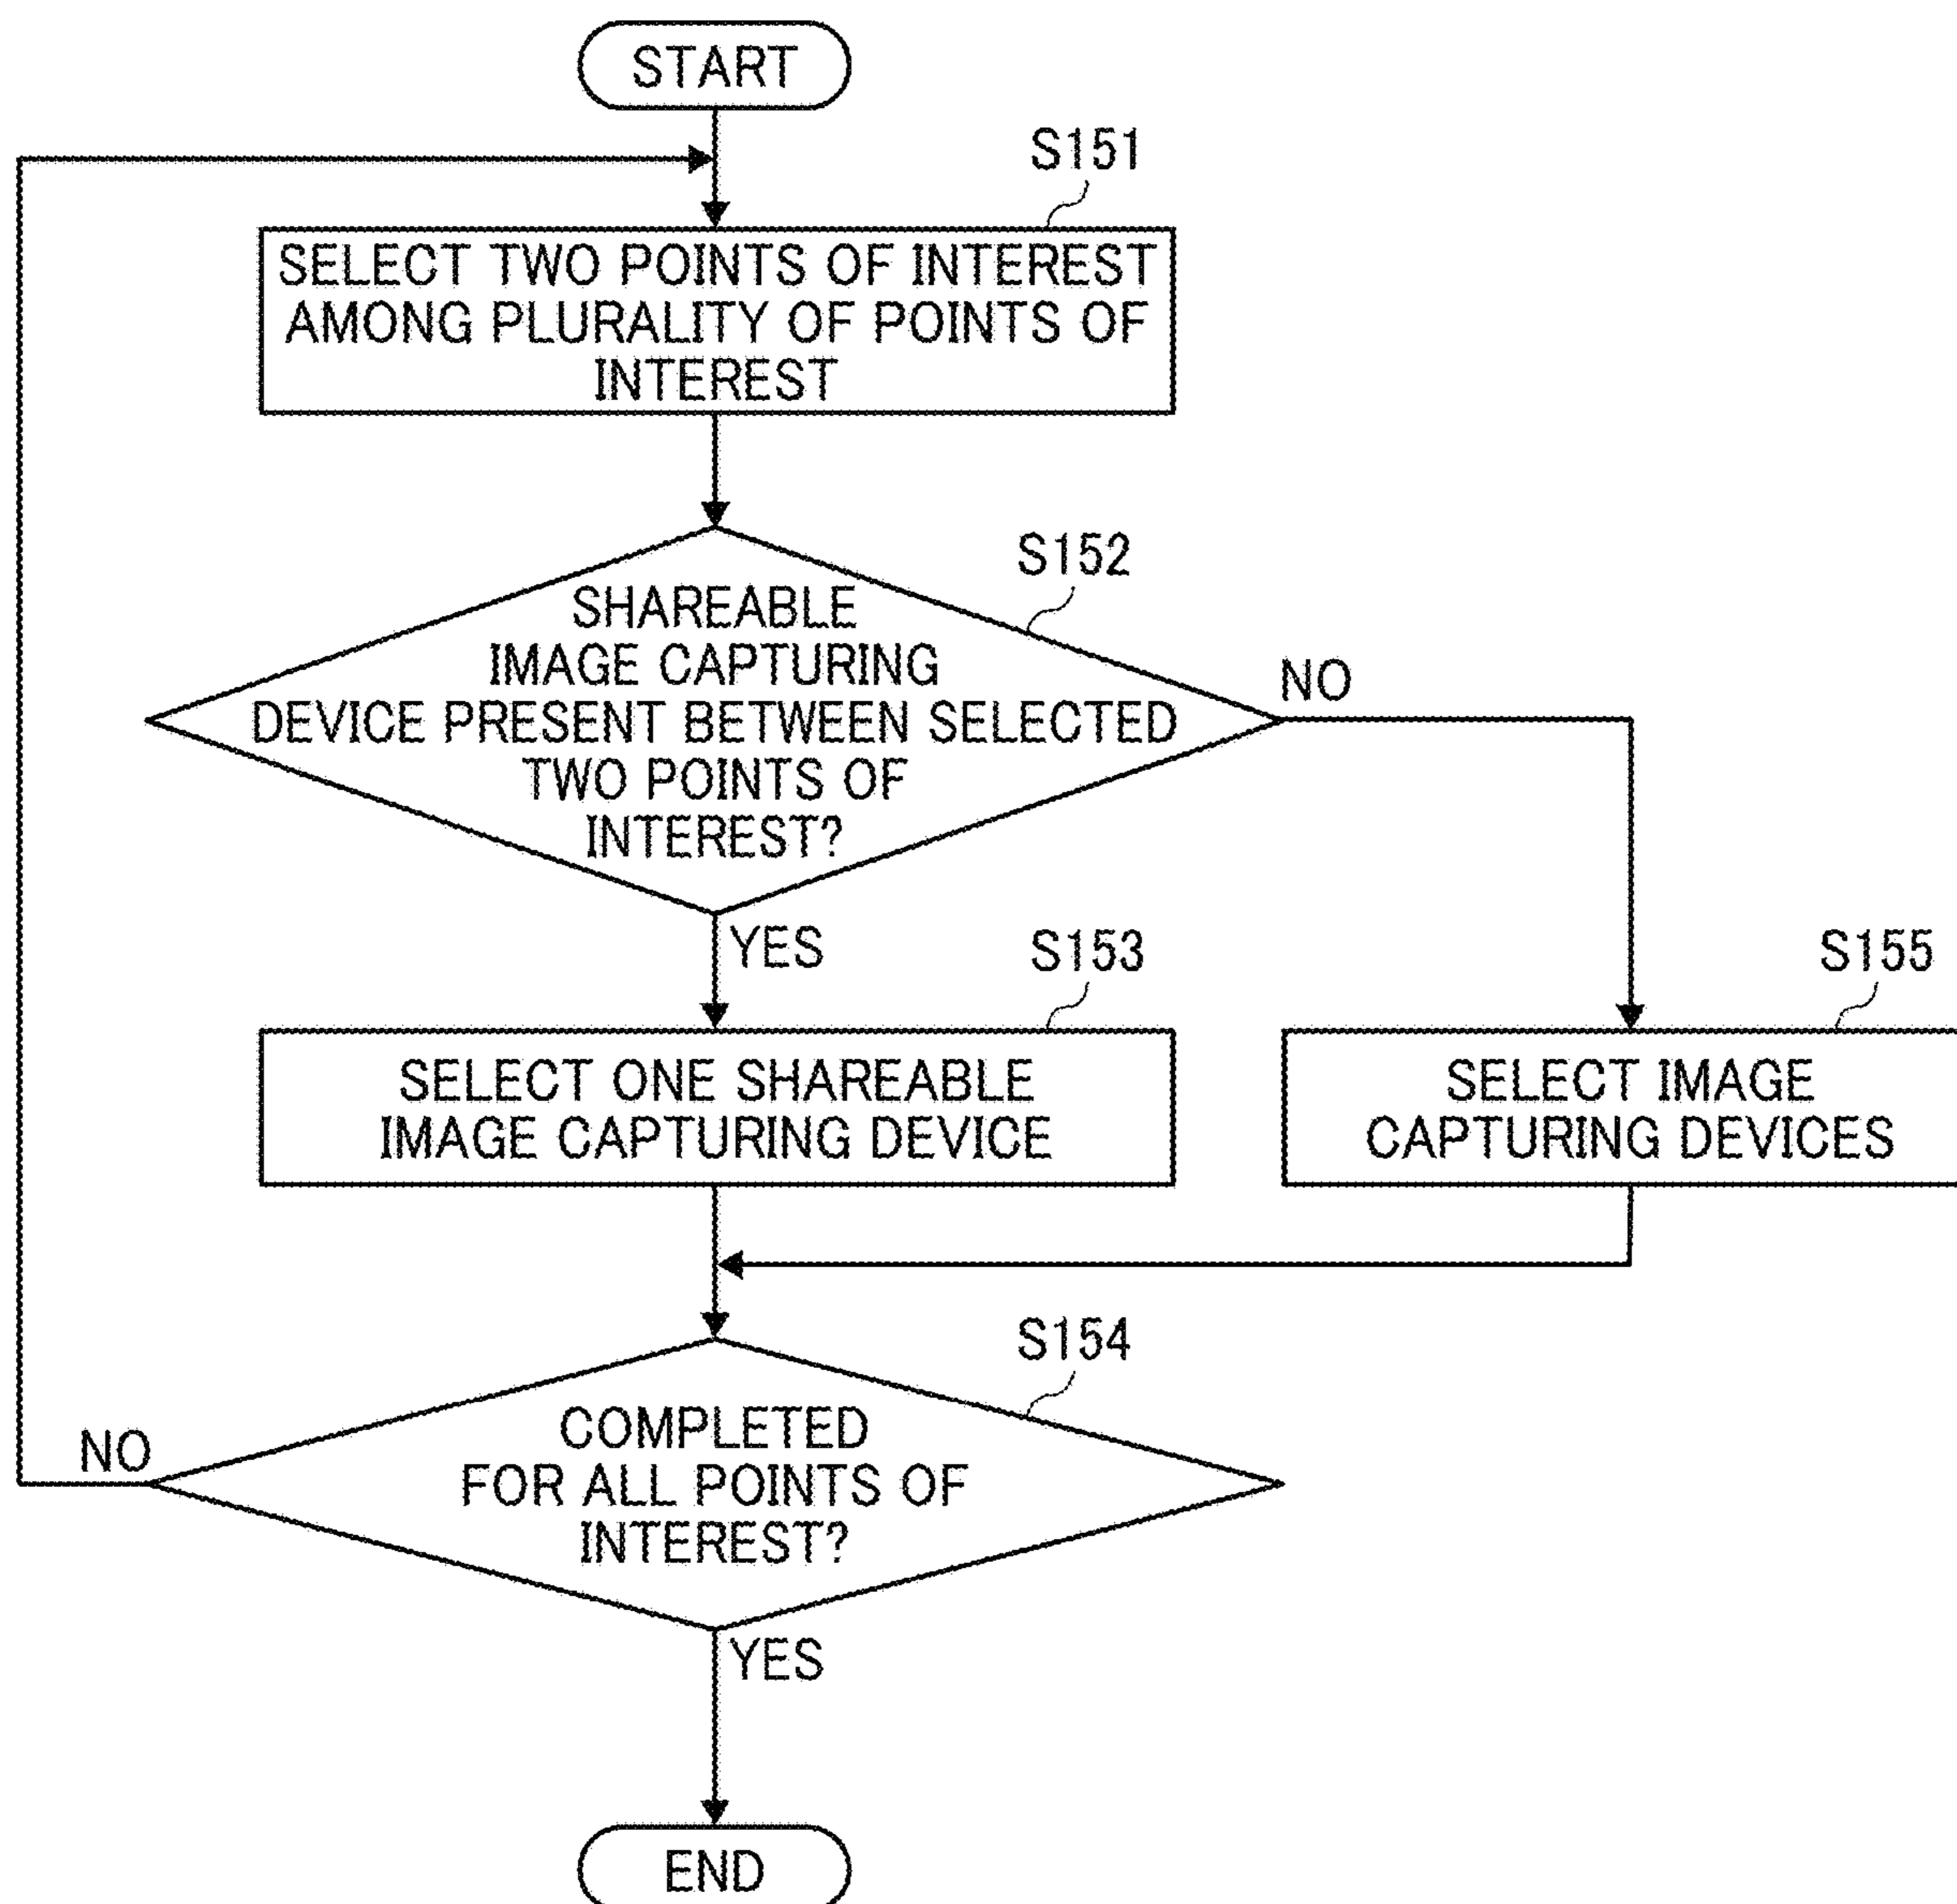 START
S151
SELECT TWO POINTS OF INTEREST
AMONG PLURALITY OF POINTS OF
INTEREST
S152
SHAREABLE
IMAGE CAPTURING
DEVICE PRESENT BETWEEN SELECTED
TWO POINTS OF
INTEREST?
NO
YES
S153
SELECT ONE SHAREABLE
IMAGE CAPTURING DEVICE
S155
SELECT IMAGE
CAPTURING DEVICES
S154
COMPLETED
FOR ALL POINTS OF
INTEREST?
NO
YES
END